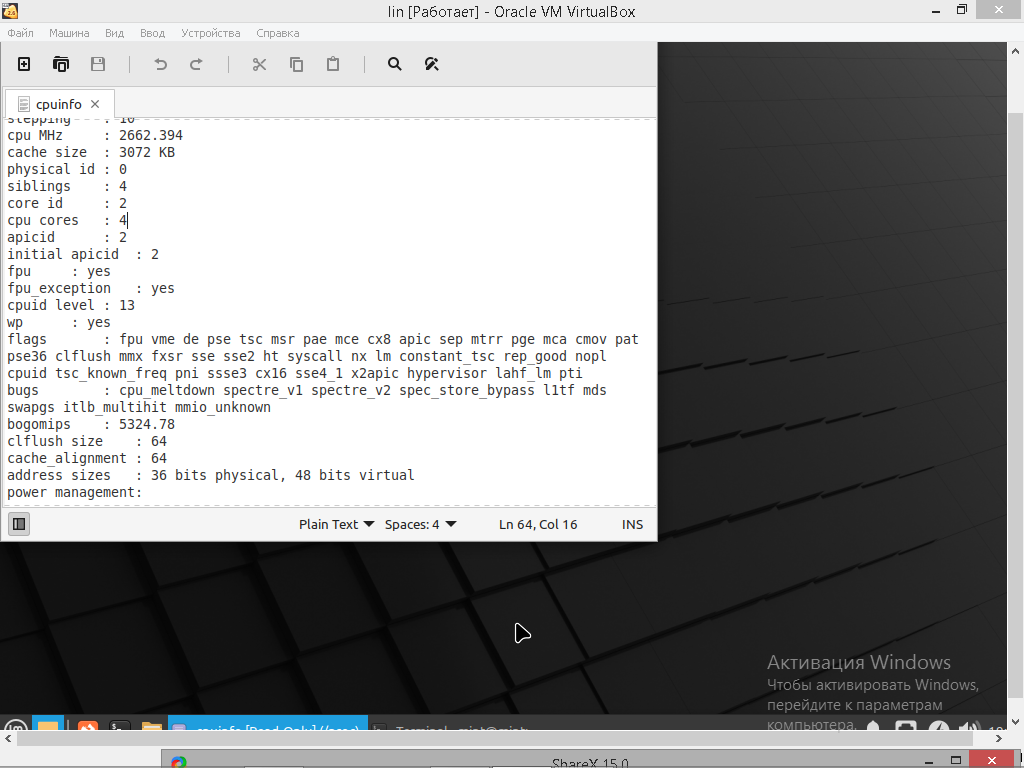 lin [Работает] - Oracle VM VirtualBox
Файл Машина Вид Ввод Устройства Справка
cpuinfo
stepping : 10
cpu MHz : 2662.394
cache size : 3072 KB
physical id : 0
siblings : 4
core id : 2
cpu cores : 4
apicid : 2
initial apicid : 2
fpu : yes
fpu_exception : yes
cpuid level : 13
wp : yes
flags : fpu vme de pse tsc msr pae mce cx8 apic sep mtrr pge mca cmov pat
pse36 clflush mmx fxsr sse sse2 ht syscall nx lm constant_tsc rep_good nopl
cpuid tsc_known_freq pni ssse3 cx16 sse4_1 x2apic hypervisor lahf_lm pti
bugs : cpu_meltdown spectre_v1 spectre_v2 spec_store_bypass l1tf mds
swapgs itlb_multihit mmio_unknown
bogomips : 5324.78
clflush size : 64
cache_alignment : 64
address sizes : 36 bits physical, 48 bits virtual
power management:
Plain Text Spaces: 4 Ln 64, Col 16 INS
Активация Windows
Чтобы активировать Windows,
перейдите к параметрам
компьютера.
cpuinfo [Read-Only] (/proc) Terminal - mint@mint:
ShareX 15.0